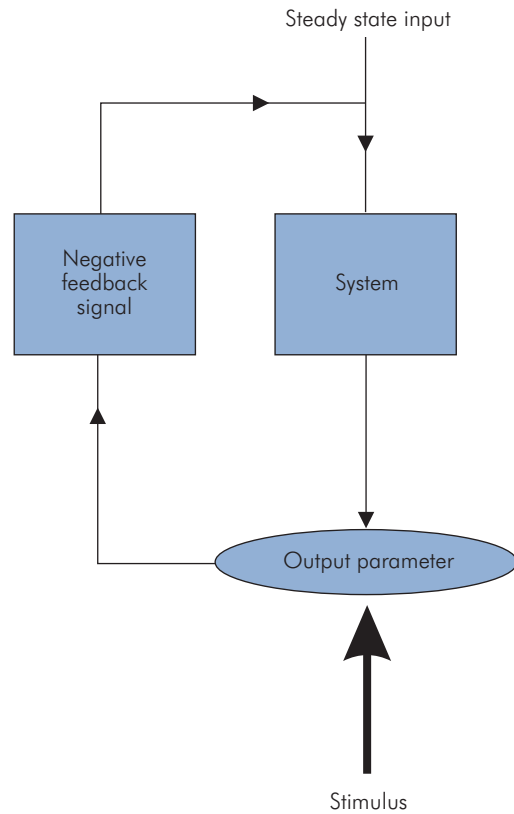 Steady state input
Negative
feedback
signal
System
Output parameter
Stimulus